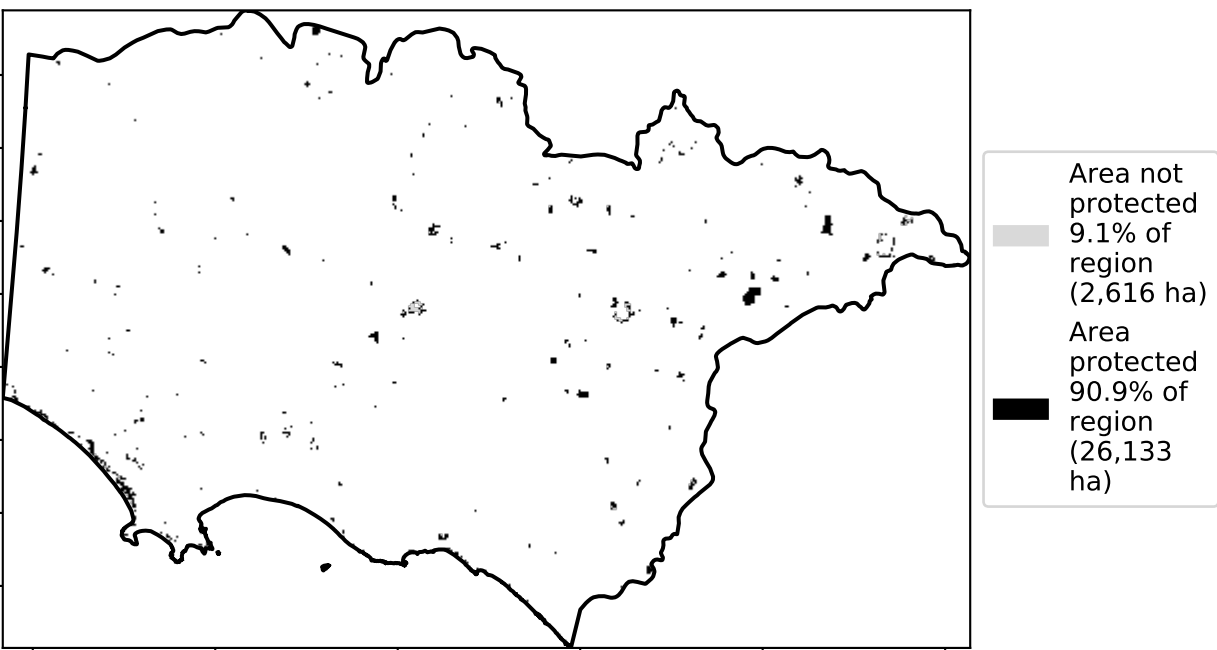 Area not
protected
9.1% of
region
(2,616 ha)
Area
protected
90.9% of
region
(26,133
ha)